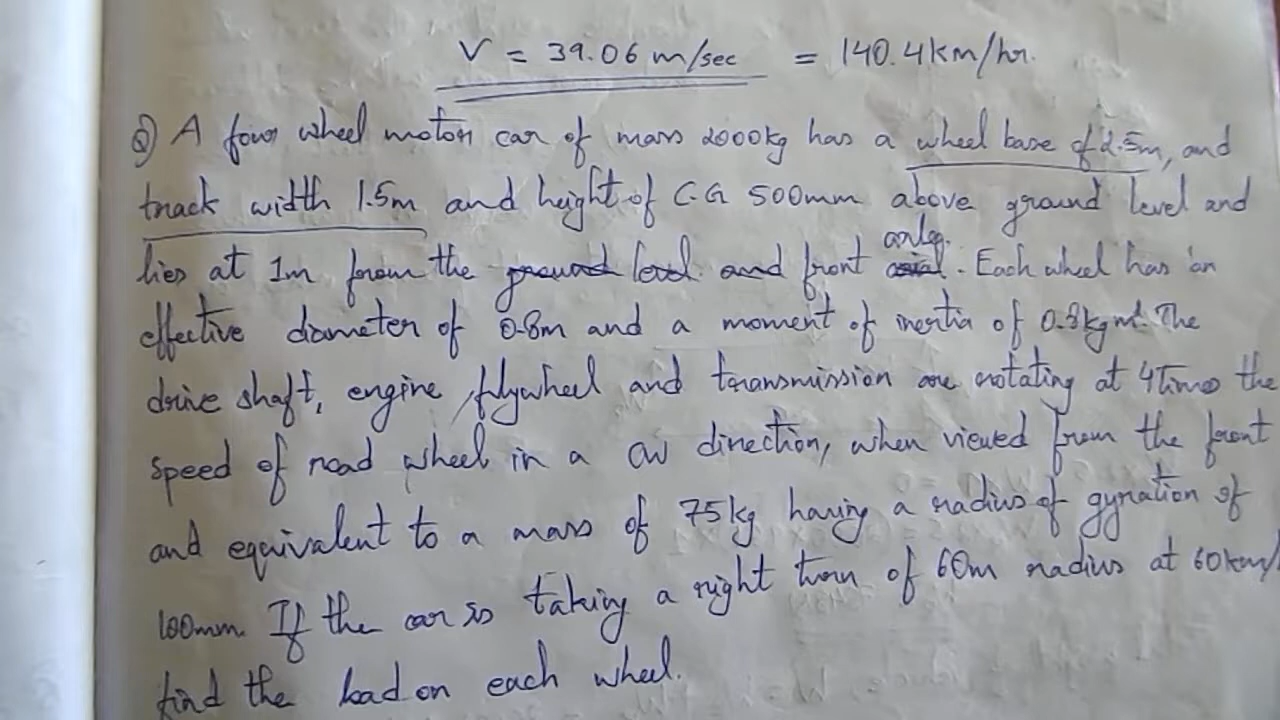 V = 39.06 m/sec = 140.4 km/hr.
Q) A four wheel motor car of mass 2000kg has a wheel base of 2.5m, and
track width 1.5m and height of C.G 500mm above ground level and
lies at 1m from the ground level and front axial axle. Each wheel has an
effective diameter of 0.8m and a moment of inertia of 0.8kgm². The
drive shaft, engine, flywheel and transmission are rotating at 4 times the
speed of road wheel in a CW direction, when viewed from the front
and equivalent to a mass of 75kg having a radius of gyration of
100mm. If the car is taking a right turn of 60m radius at 60km/
find the load on each wheel.